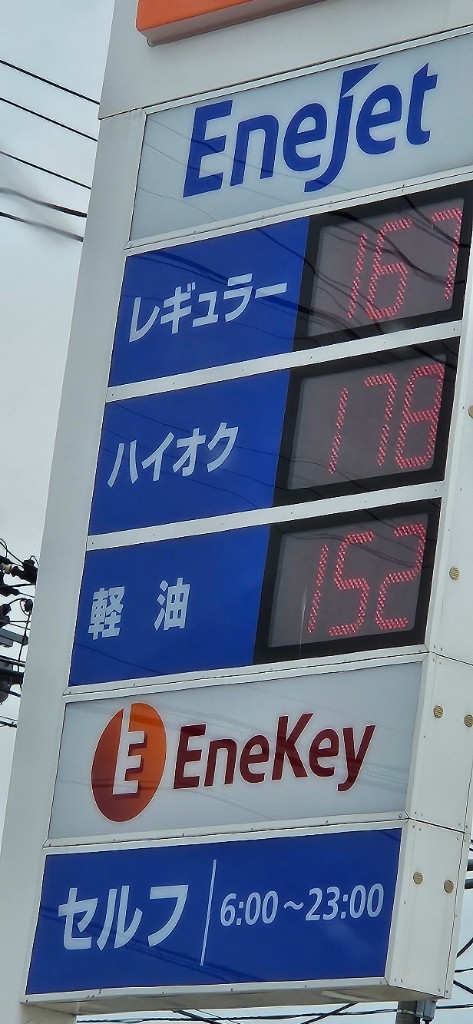 Enejet
レギュラー 167
ハイオク 178
軽油 152
EneKey
セルフ 6:00～23:00